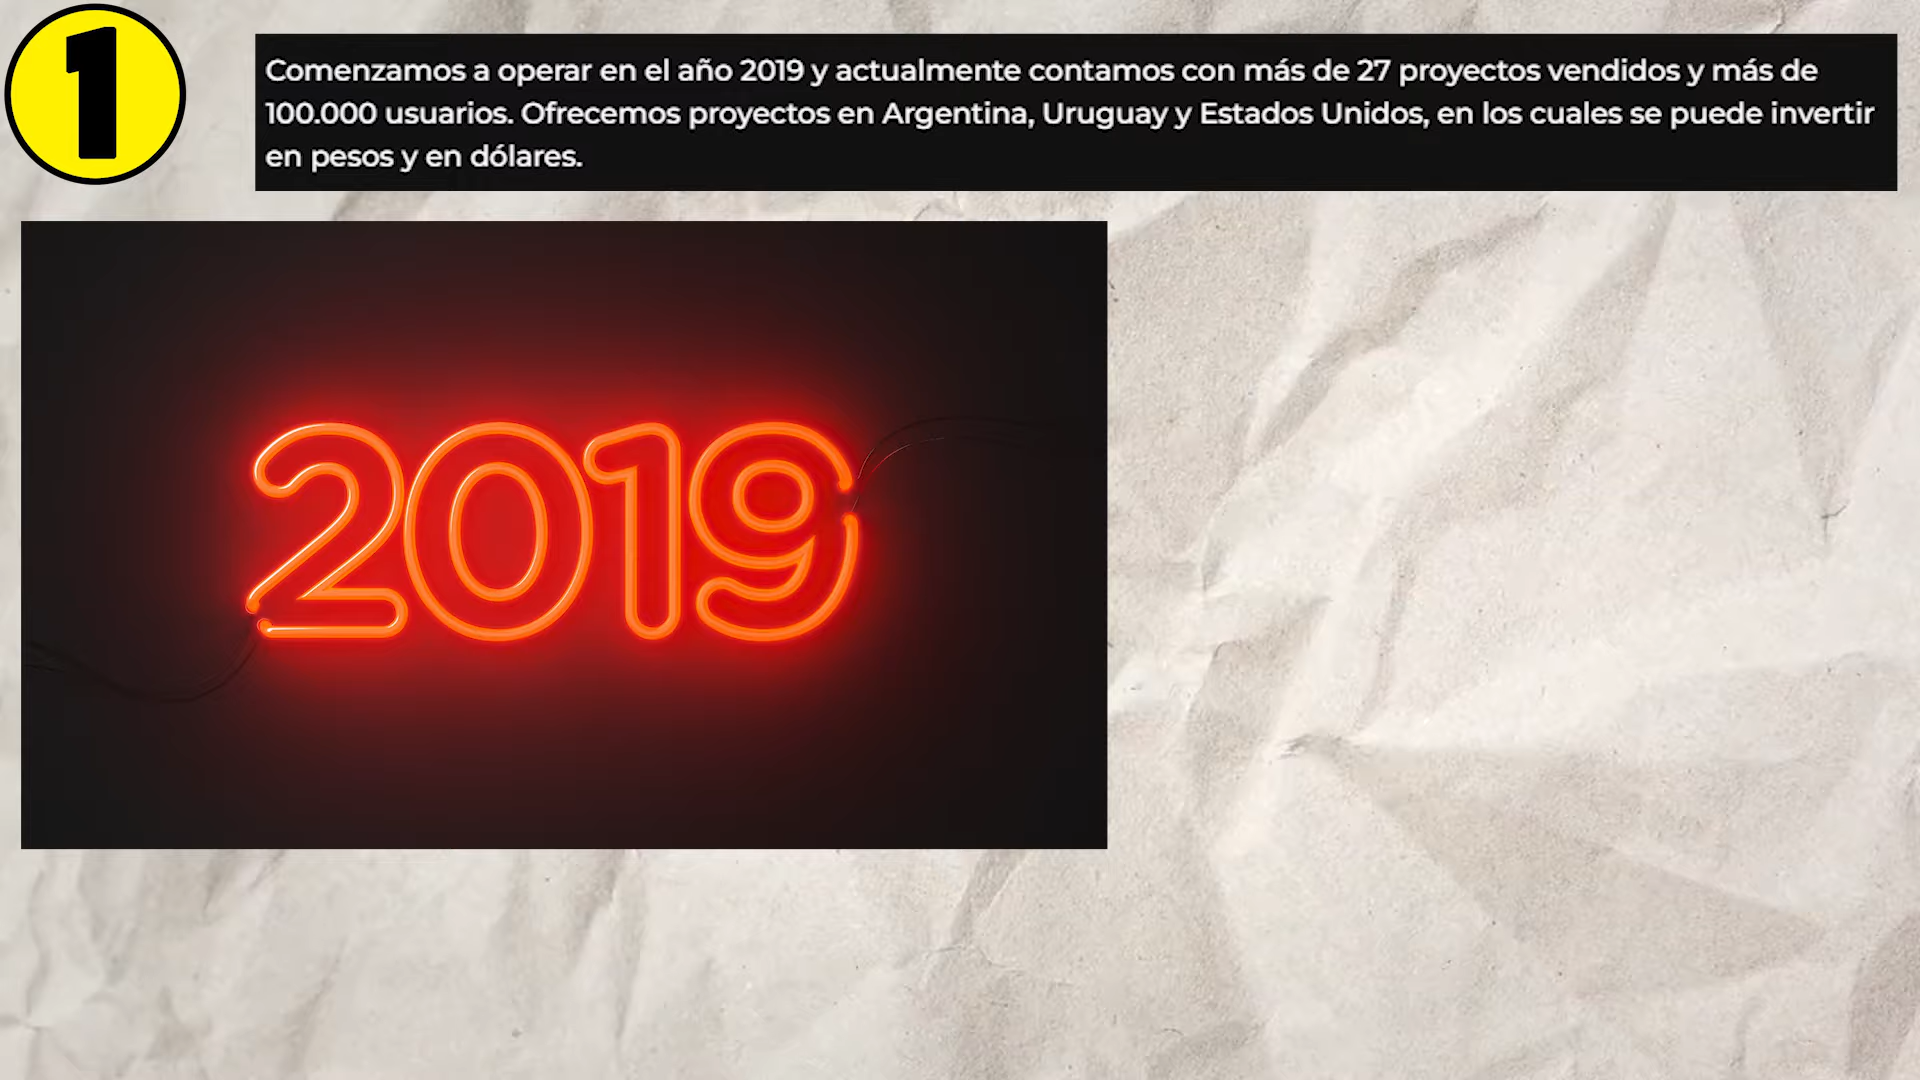 1
Comenzamos a operar en el año 2019 y actualmente contamos con más de 27 proyectos vendidos y más de
100.000 usuarios. Ofrecemos proyectos en Argentina, Uruguay y Estados Unidos, en los cuales se puede invertir
en pesos y en dólares.
2019